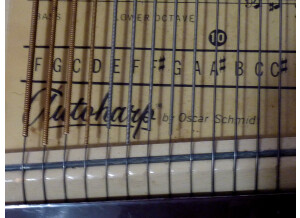 LOWER OCTAVE
10
F G C D E F F# G A A# B C C#
Autoharp by Oscar Schmidt